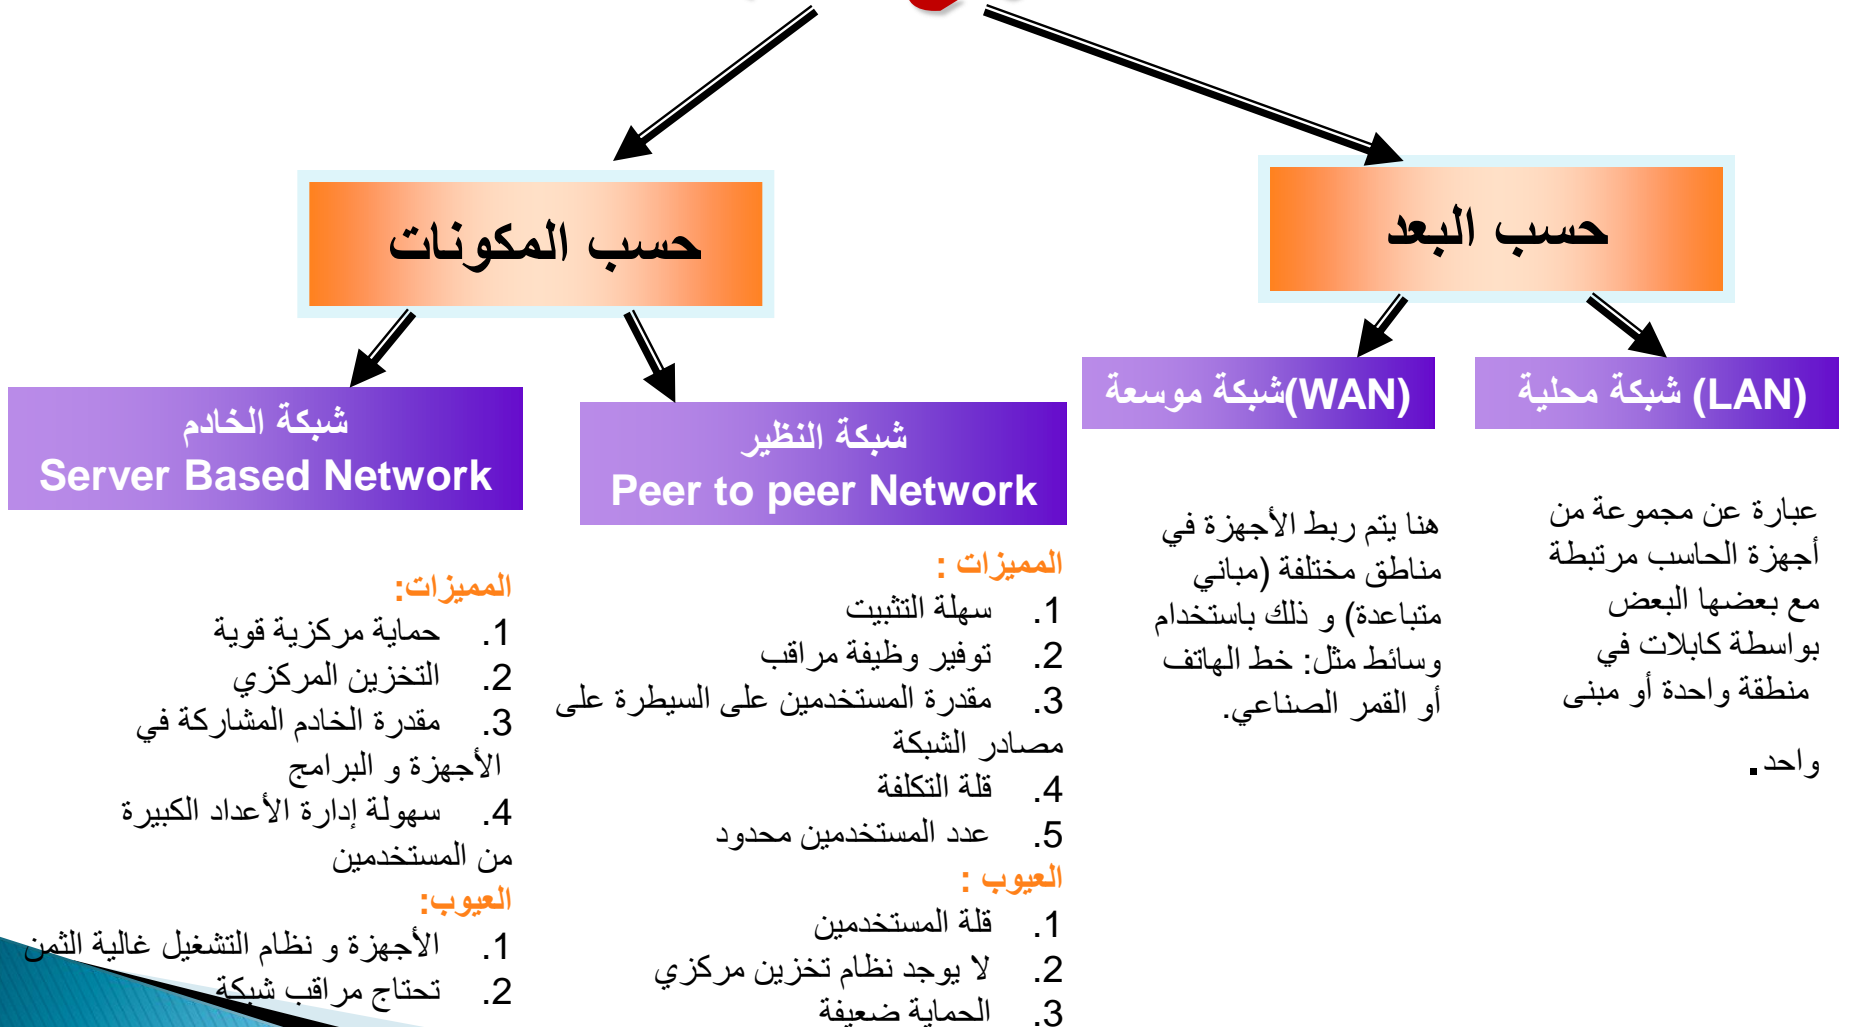 حسب البعد
حسب المكونات
(LAN) شبكة محلية
عبارة عن مجموعة من
أجهزة الحاسب مرتبطة
مع بعضها البعض
بواسطة كابلات في
منطقة واحدة أو مبنى
واحد.
(WAN)شبكة موسعة
هنا يتم ربط الأجهزة في
مناطق مختلفة (مباني
متباعدة) و ذلك باستخدام
وسائط مثل: خط الهاتف
أو القمر الصناعي.
شبكة النظير
Peer to peer Network
المميزات :
1. سهلة التثبيت
2. توفير وظيفة مراقب
3. مقدرة المستخدمين على السيطرة على
مصادر الشبكة
4. قلة التكلفة
5. عدد المستخدمين محدود
العيوب :
1. قلة المستخدمين
2. لا يوجد نظام تخزين مركزي
3. الحماية ضعيفة
شبكة الخادم
Server Based Network
المميزات:
1. حماية مركزية قوية
2. التخزين المركزي
3. مقدرة الخادم المشاركة في
الأجهزة و البرامج
4. سهولة إدارة الأعداد الكبيرة
من المستخدمين
العيوب:
1. الأجهزة و نظام التشغيل غالية الثمن
2. تحتاج مراقب شبكة